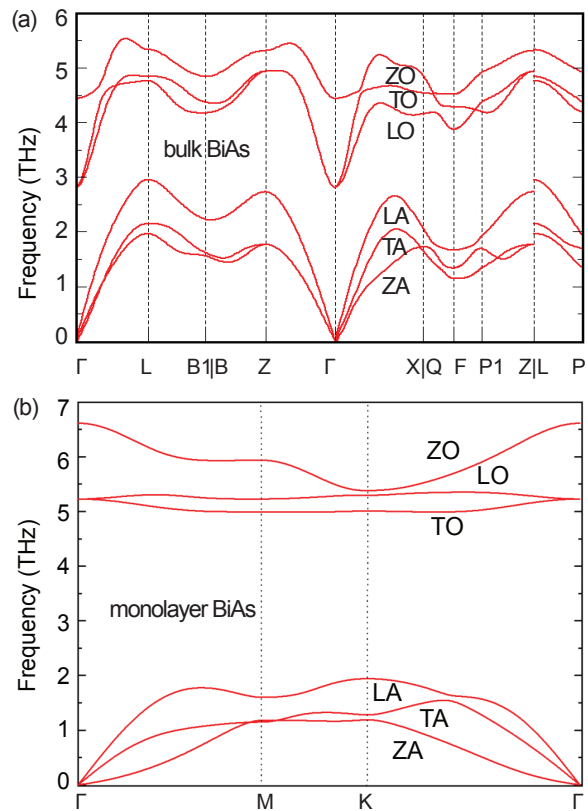 (a)
6
5
4
3
2
1
0
Frequency (THz)
bulk BiAs
ZO
TO
LO
LA
TA
ZA
Γ L B1|B Z Γ X|Q F P1 Z|L P
(b)
7
6
5
4
3
2
1
0
Frequency (THz)
monolayer BiAs
ZO
LO
TO
LA
TA
ZA
Γ M K Γ